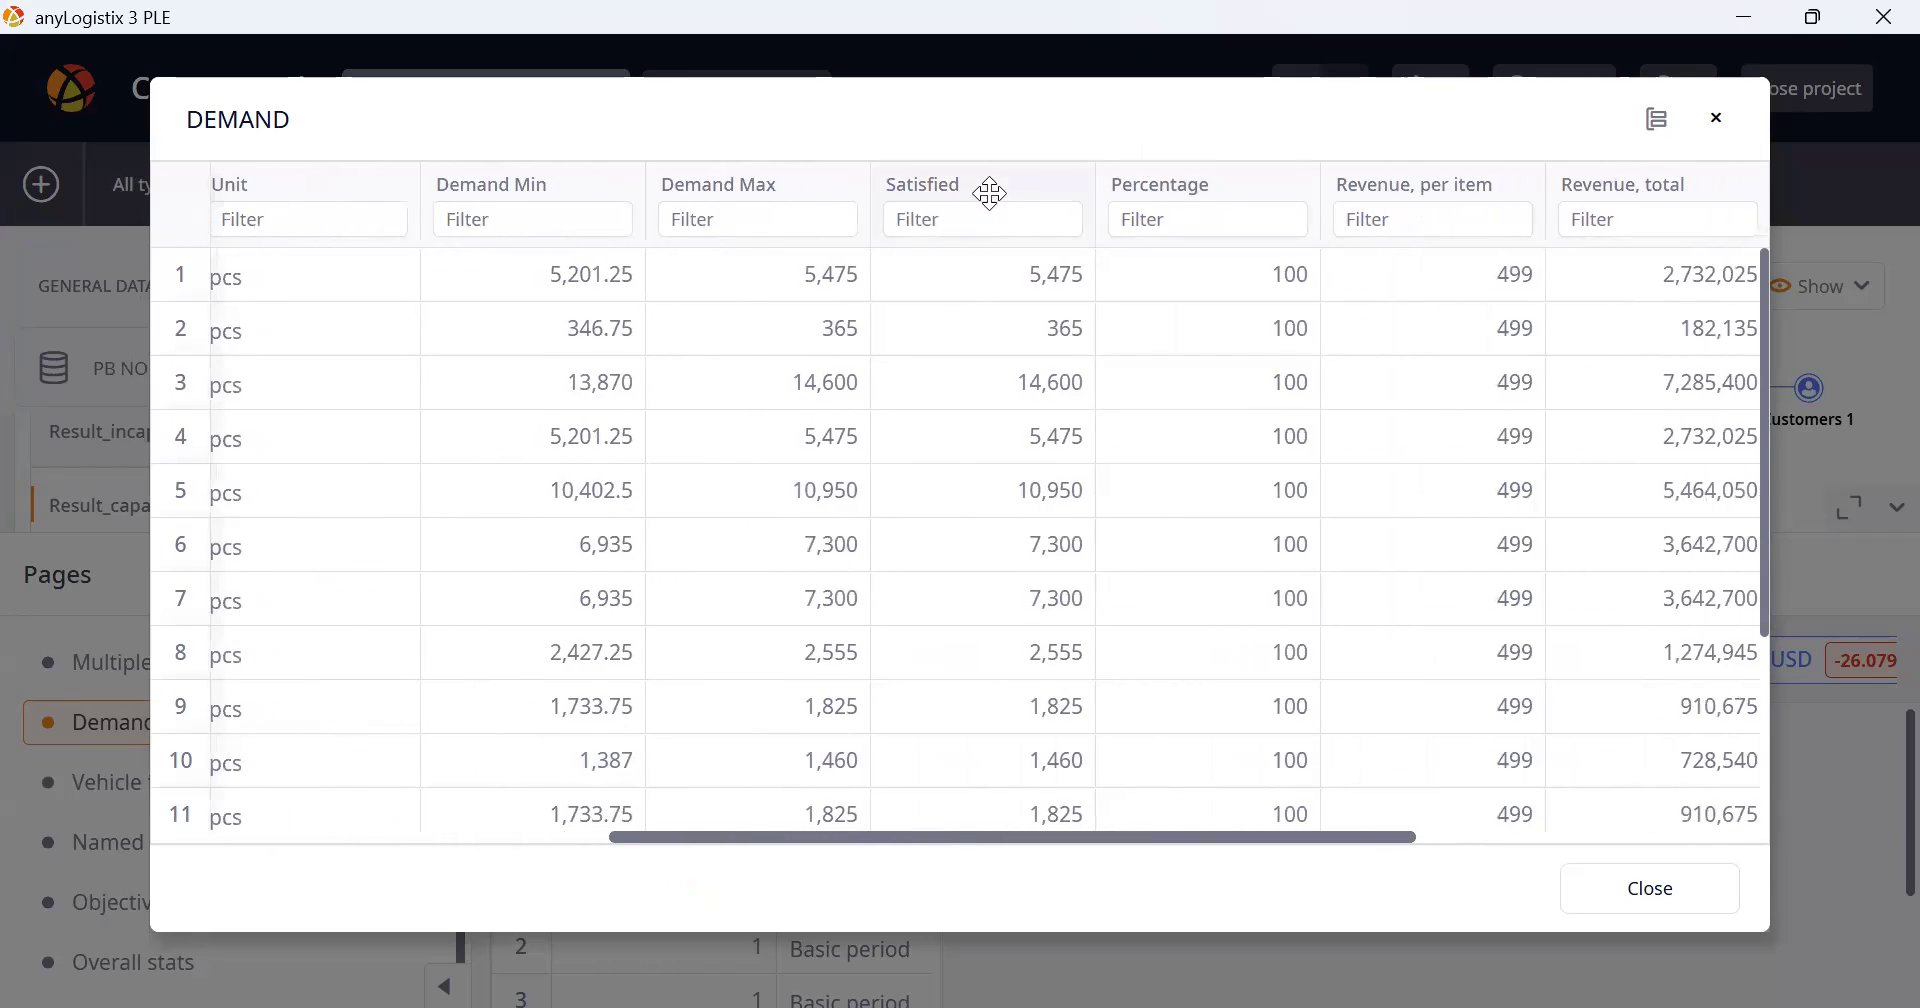 anyLogistix 3 PLE
DEMAND
Unit Demand Min Demand Max Satisfied Percentage Revenue, per item Revenue, total
Filter Filter Filter Filter Filter Filter Filter
1 pcs 5,201.25 5,475 5,475 100 499 2,732,025
2 pcs 346.75 365 365 100 499 182,135
3 pcs 13,870 14,600 14,600 100 499 7,285,400
4 pcs 5,201.25 5,475 5,475 100 499 2,732,025
5 pcs 10,402.5 10,950 10,950 100 499 5,464,050
6 pcs 6,935 7,300 7,300 100 499 3,642,700
7 pcs 6,935 7,300 7,300 100 499 3,642,700
8 pcs 2,427.25 2,555 2,555 100 499 1,274,945
9 pcs 1,733.75 1,825 1,825 100 499 910,675
10 pcs 1,387 1,460 1,460 100 499 728,540
11 pcs 1,733.75 1,825 1,825 100 499 910,675
Close
ose project
All ty
GENERAL DATA
PB NO
Result_incap
Result_capa
Show
ustomers 1
Pages
Multiple
Demand
Vehicle
Named
Objectiv
Overall stats
USD -26.079
2 1 Basic period
3 1 Basic period